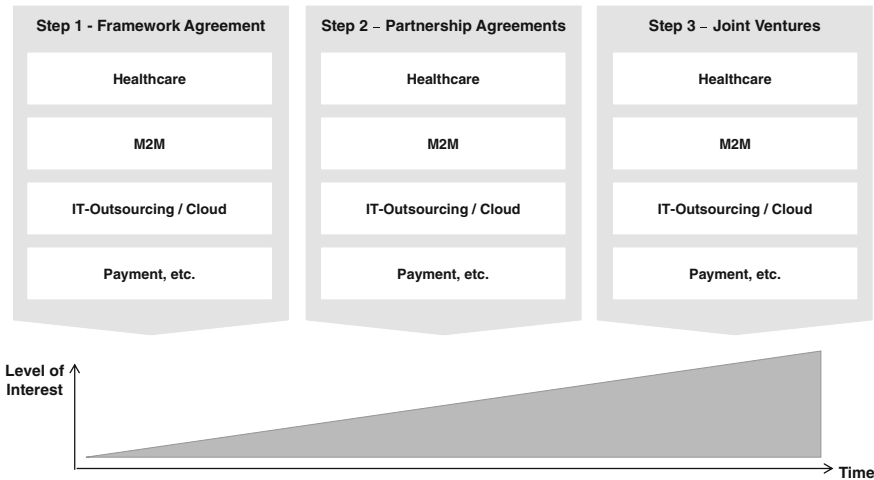 Step 1 - Framework Agreement
Healthcare
M2M
IT-Outsourcing / Cloud
Payment, etc.
Step 2 – Partnership Agreements
Healthcare
M2M
IT-Outsourcing / Cloud
Payment, etc.
Step 3 – Joint Ventures
Healthcare
M2M
IT-Outsourcing / Cloud
Payment, etc.
Level of
Interest
Time